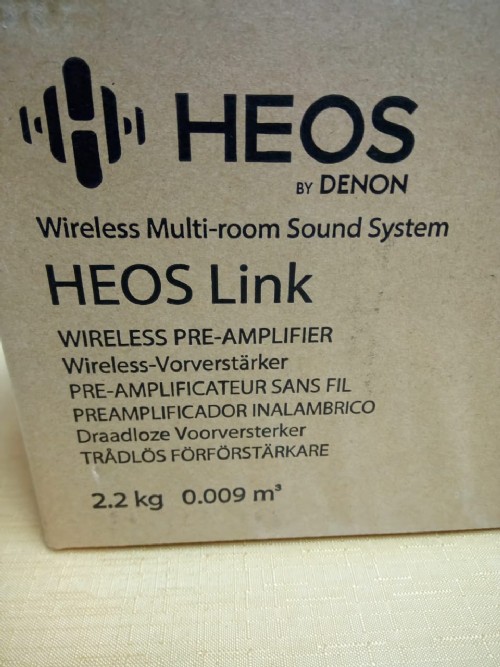 HEOS
BY DENON
Wireless Multi-room Sound System
HEOS Link
WIRELESS PRE-AMPLIFIER
Wireless-Vorverstärker
PRE-AMPLIFICATEUR SANS FIL
PREAMPLIFICADOR INALAMBRICO
Draadloze Voorversterker
TRÅDLÖS FÖRFÖRSTÄRKARE
2.2 kg 0.009 m³